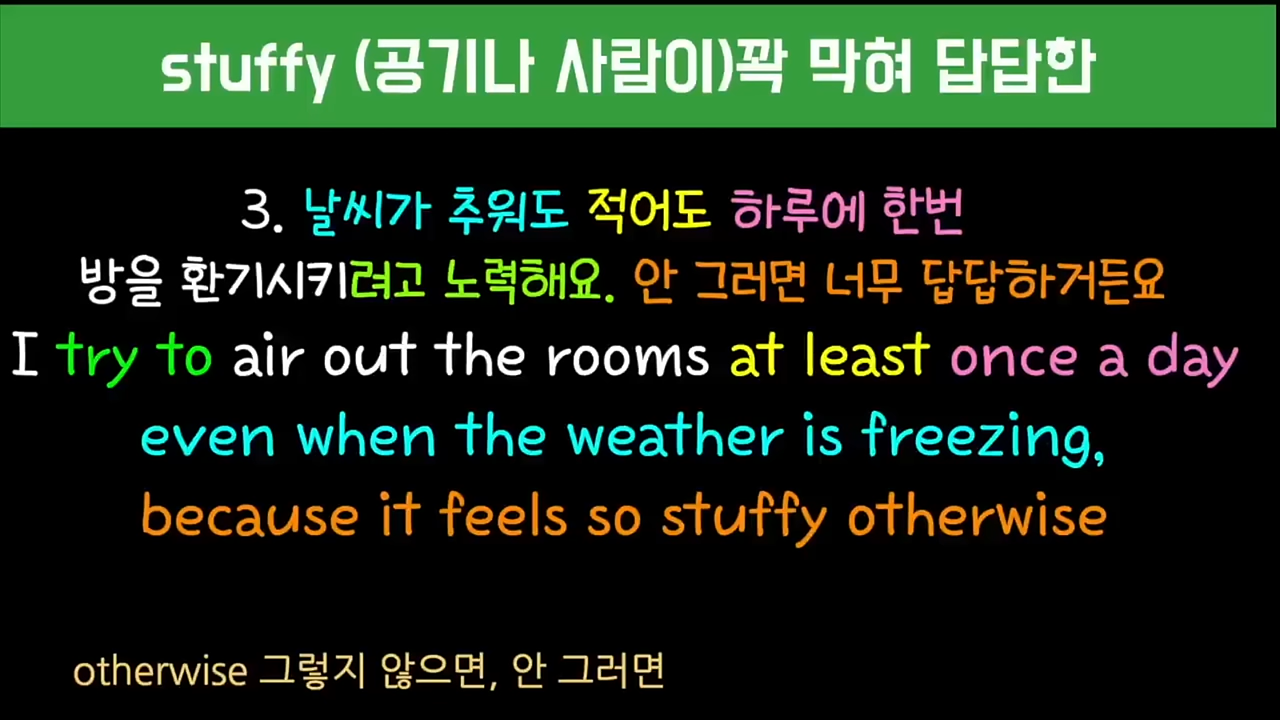 stuffy (공기나 사람이)꽉 막혀 답답한
3. 날씨가 추워도 적어도 하루에 한번
방을 환기시키려고 노력해요. 안 그러면 너무 답답하거든요
I try to air out the rooms at least once a day
even when the weather is freezing,
because it feels so stuffy otherwise
otherwise 그렇지 않으면, 안 그러면